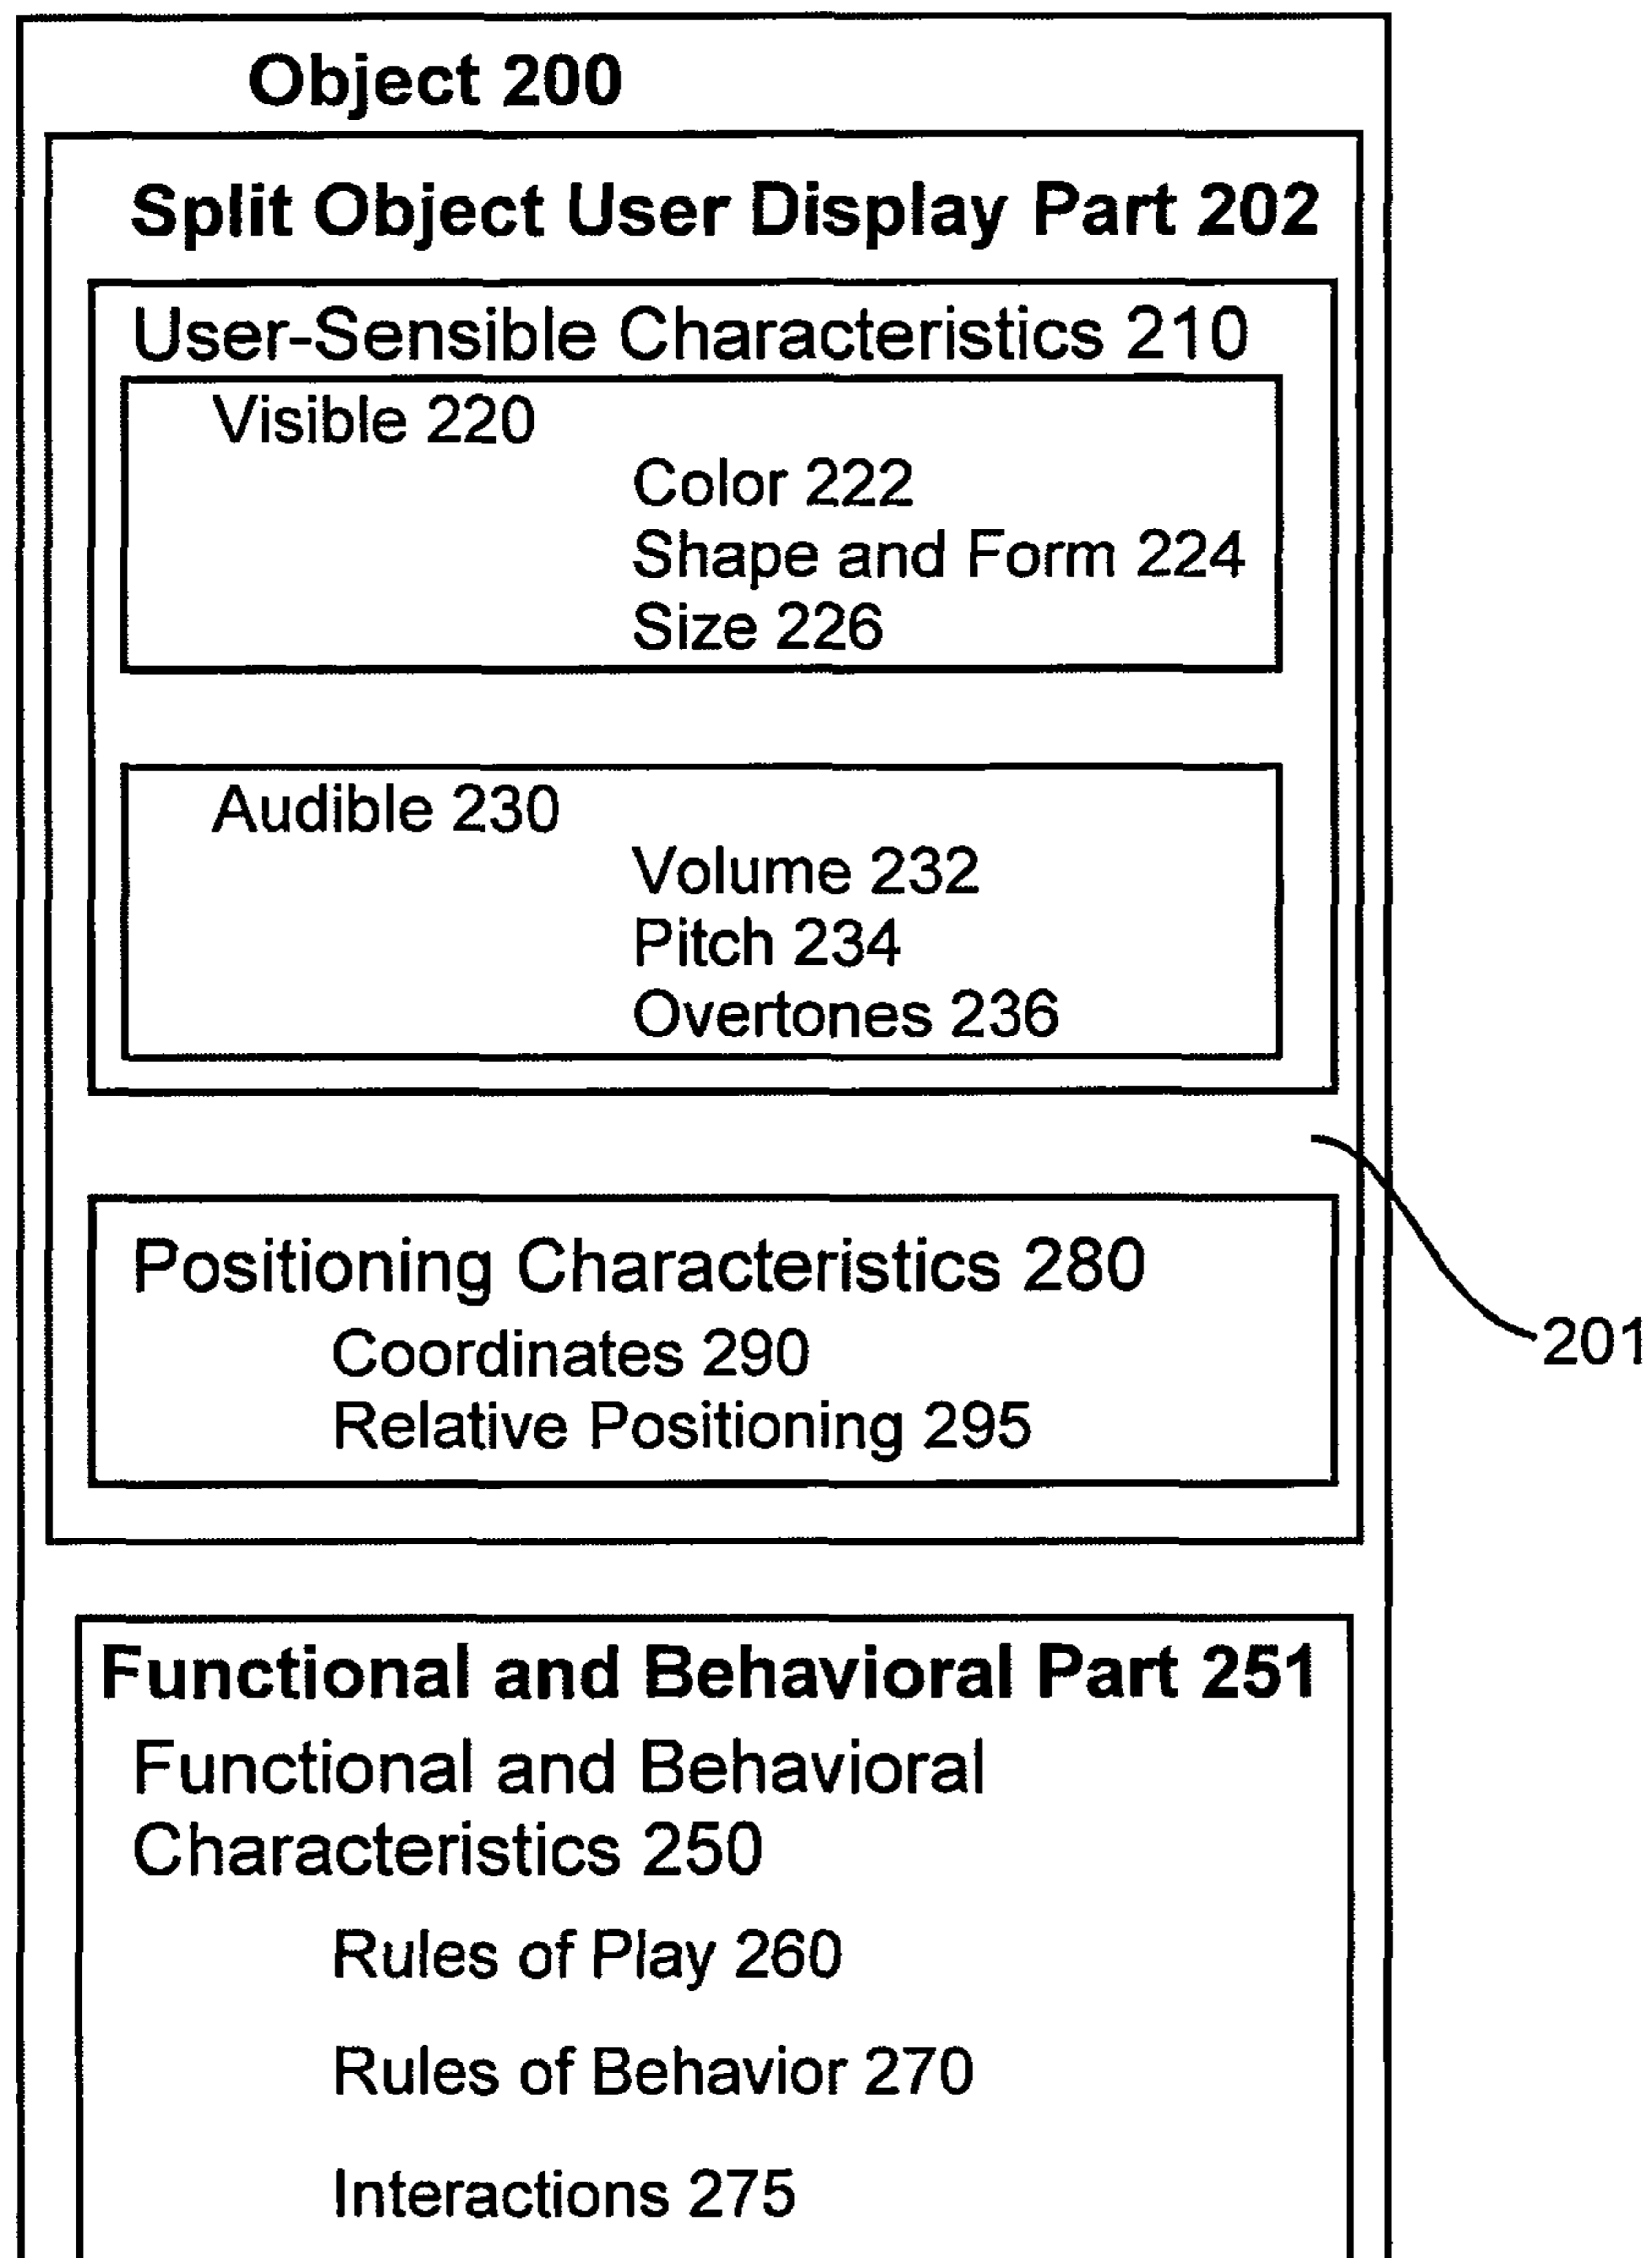 Object 200
Split Object User Display Part 202
User-Sensible Characteristics 210
Visible 220
Color 222
Shape and Form 224
Size 226
Audible 230
Volume 232
Pitch 234
Overtones 236
Positioning Characteristics 280
Coordinates 290
Relative Positioning 295
201
Functional and Behavioral Part 251
Functional and Behavioral
Characteristics 250
Rules of Play 260
Rules of Behavior 270
Interactions 275